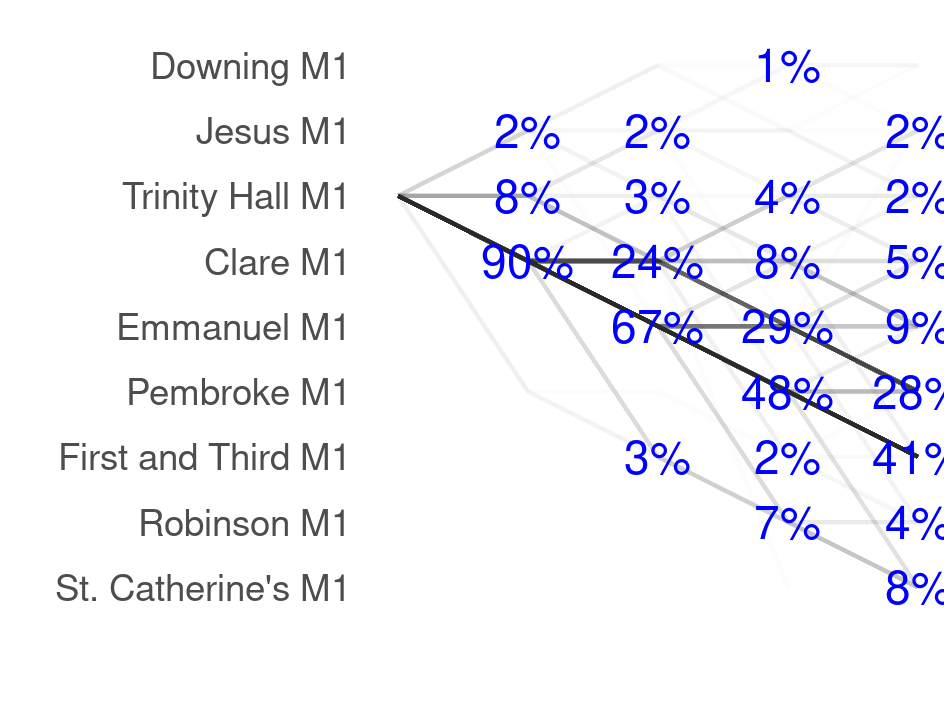 Downing M1 1%
Jesus M1 2% 2% 2%
Trinity Hall M1 8% 3% 4% 2%
Clare M1 90% 24% 8% 5%
Emmanuel M1 67% 29% 9%
Pembroke M1 48% 28%
First and Third M1 3% 2% 41%
Robinson M1 7% 4%
St. Catherine's M1 8%